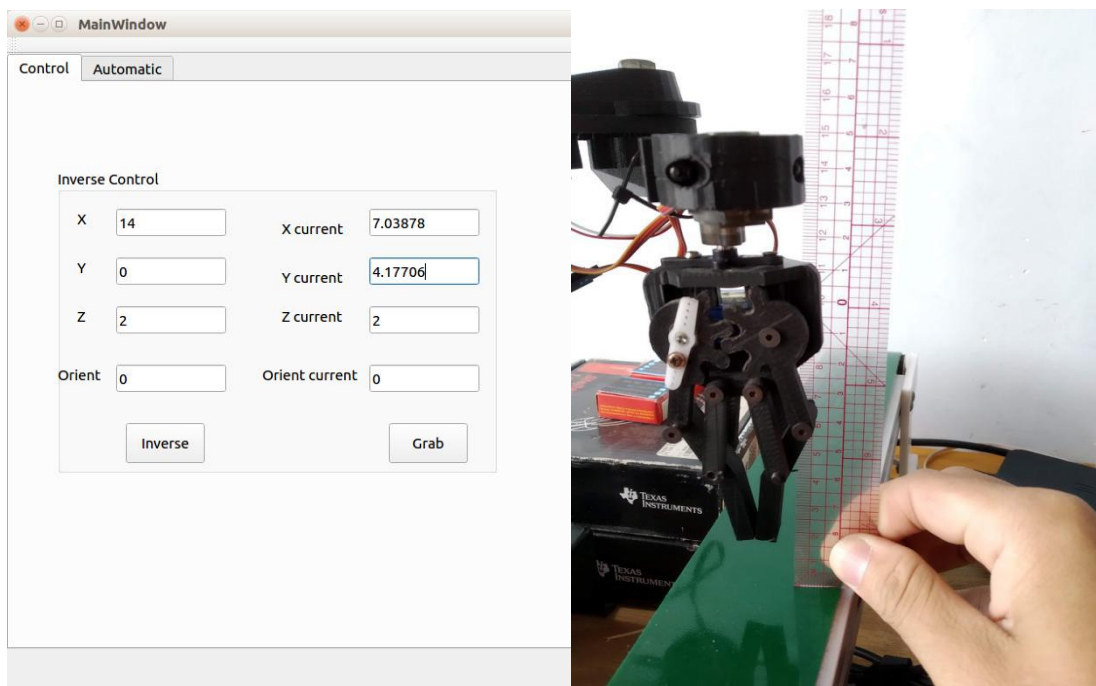 MainWindow
Control Automatic
Inverse Control
X 14 X current 7.03878
Y 0 Y current 4.17706
Z 2 Z current 2
Orient 0 Orient current 0
Inverse Grab
TEXAS
INSTRUMENTS
TEXAS